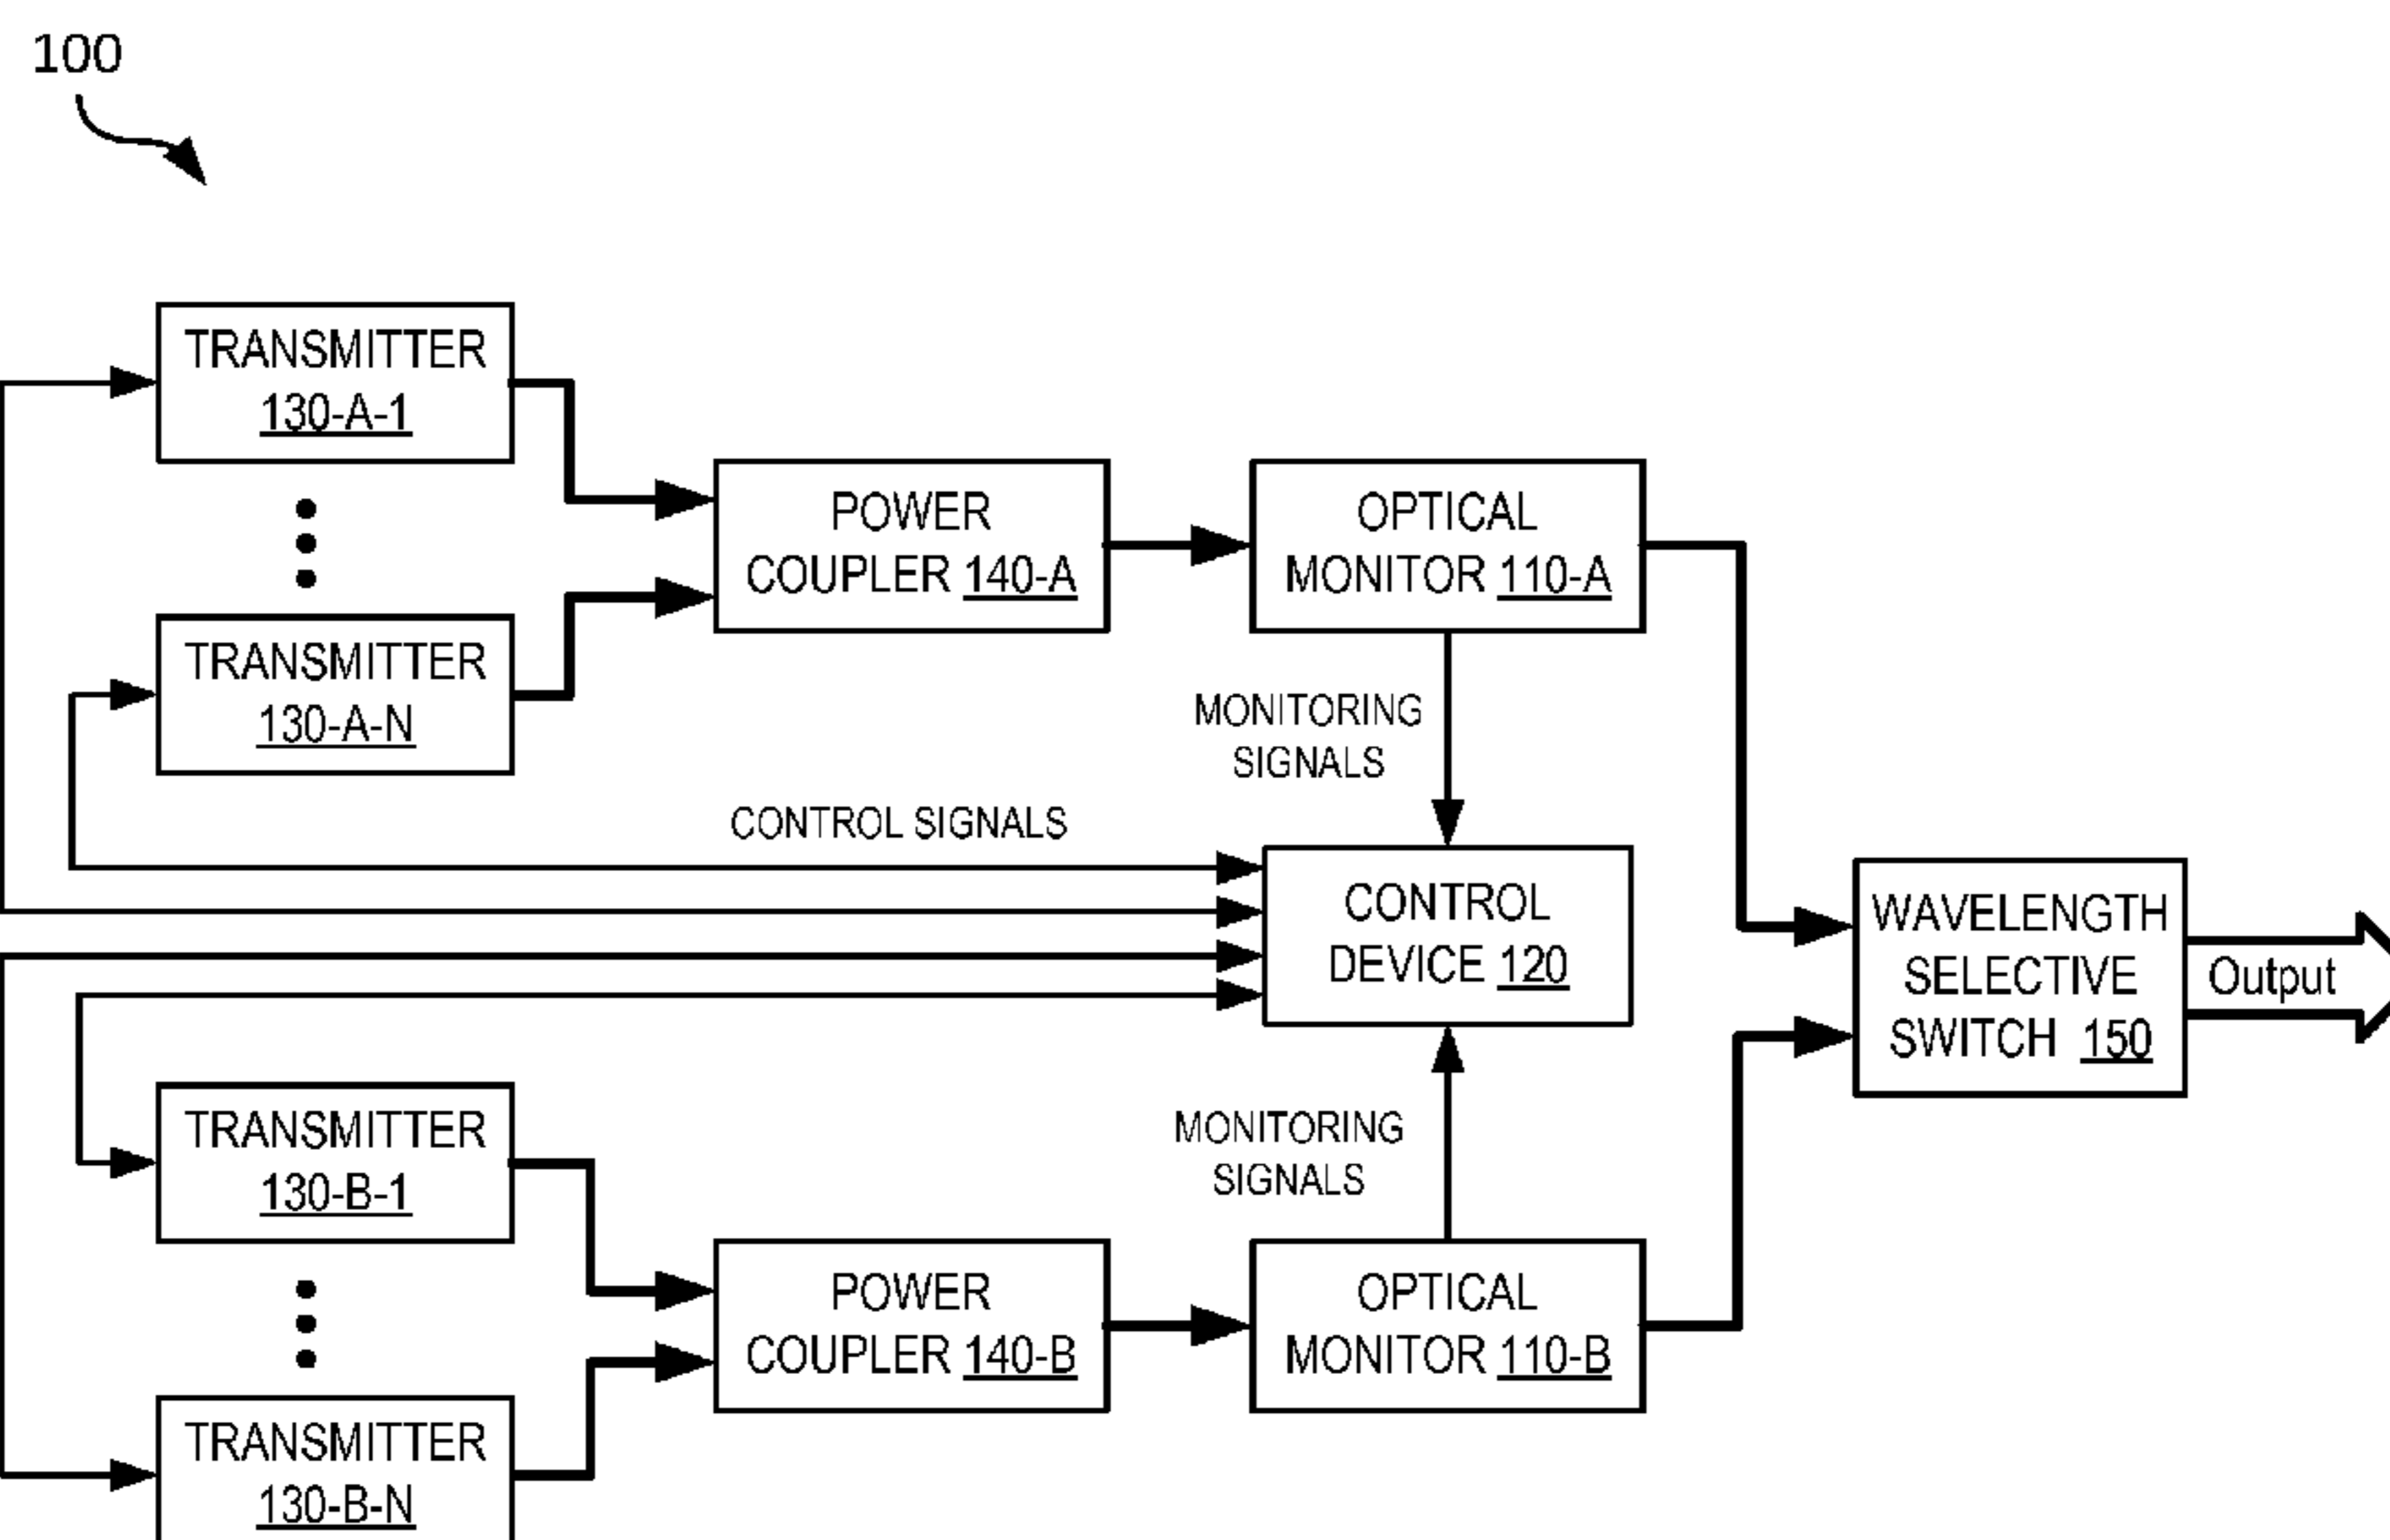 100
TRANSMITTER
130-A-1
TRANSMITTER
130-A-N
POWER
COUPLER 140-A
OPTICAL
MONITOR 110-A
MONITORING
SIGNALS
CONTROL SIGNALS
CONTROL
DEVICE 120
WAVELENGTH
SELECTIVE
SWITCH 150
Output
MONITORING
SIGNALS
TRANSMITTER
130-B-1
TRANSMITTER
130-B-N
POWER
COUPLER 140-B
OPTICAL
MONITOR 110-B